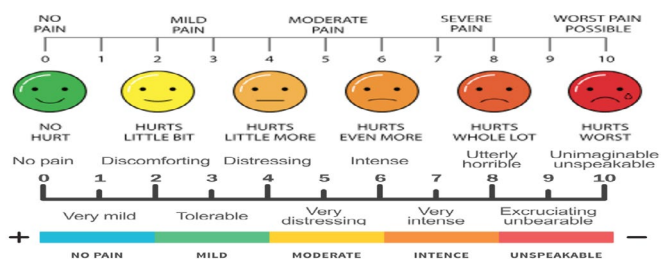 NO PAIN
MILD PAIN
MODERATE PAIN
SEVERE PAIN
WORST PAIN POSSIBLE
0 1 2 3 4 5 6 7 8 9 10
NO HURT
HURTS LITTLE BIT
HURTS LITTLE MORE
HURTS EVEN MORE
HURTS WHOLE LOT
HURTS WORST
No pain
Discomforting
Distressing
Intense
Utterly horrible
Unimaginable unspeakable
0 1 2 3 4 5 6 7 8 9 10
Very mild
Tolerable
Very distressing
Very intense
Excruciating unbearable
+ −
NO PAIN MILD MODERATE INTENCE UNSPEAKABLE